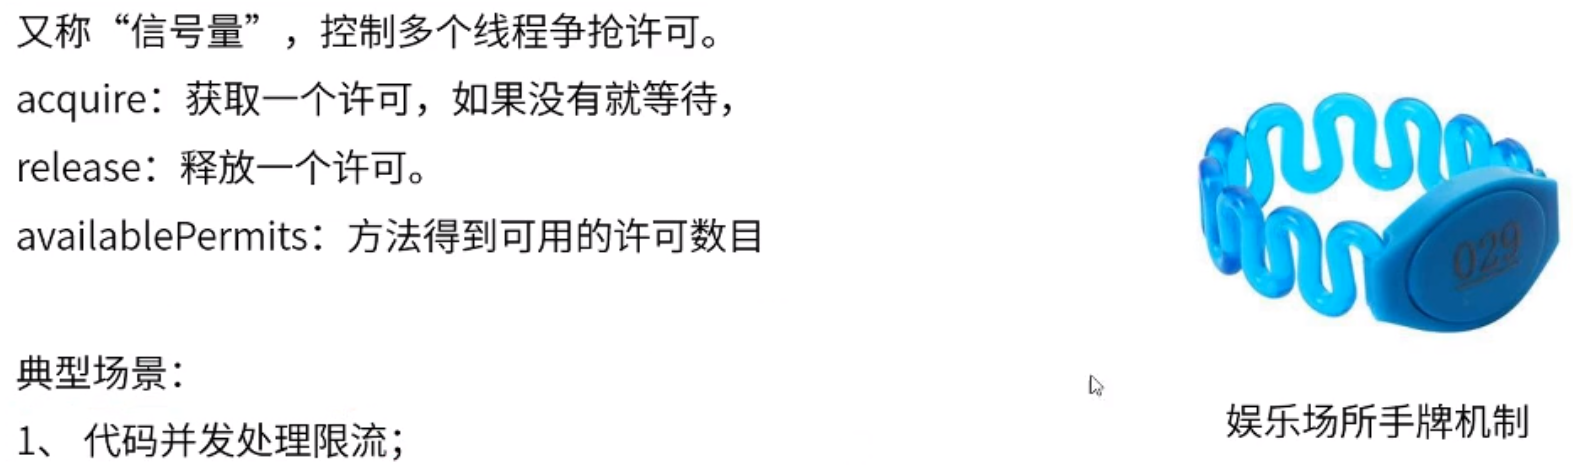 又称“信号量”，控制多个线程争抢许可。
acquire：获取一个许可，如果没有就等待，
release：释放一个许可。
availablePermits：方法得到可用的许可数目
典型场景：
1、 代码并发处理限流；
029
娱乐场所手牌机制